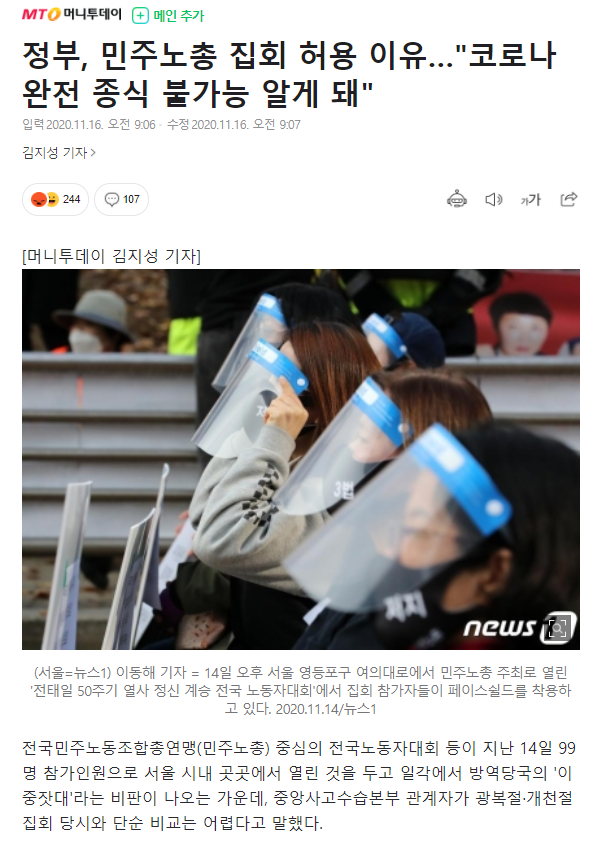 MTO 머니투데이 메인 추가
정부, 민주노총 집회 허용 이유..."코로나
완전 종식 불가능 알게 돼"
입력 2020.11.16. 오전 9:06 · 수정 2020.11.16. 오전 9:07
김지성 기자 >
244 107
가가
[머니투데이 김지성 기자]
3법
폐지
news1
(서울=뉴스1) 이동해 기자 = 14일 오후 서울 영등포구 여의대로에서 민주노총 주최로 열린
'전태일 50주기 열사 정신 계승 전국 노동자대회'에서 집회 참가자들이 페이스쉴드를 착용하
고 있다. 2020.11.14/뉴스1
전국민주노동조합총연맹(민주노총) 중심의 전국노동자대회 등이 지난 14일 99
명 참가인원으로 서울 시내 곳곳에서 열린 것을 두고 일각에서 방역당국의 '이
중잣대'라는 비판이 나오는 가운데, 중앙사고수습본부 관계자가 광복절·개천절
집회 당시와 단순 비교는 어렵다고 말했다.